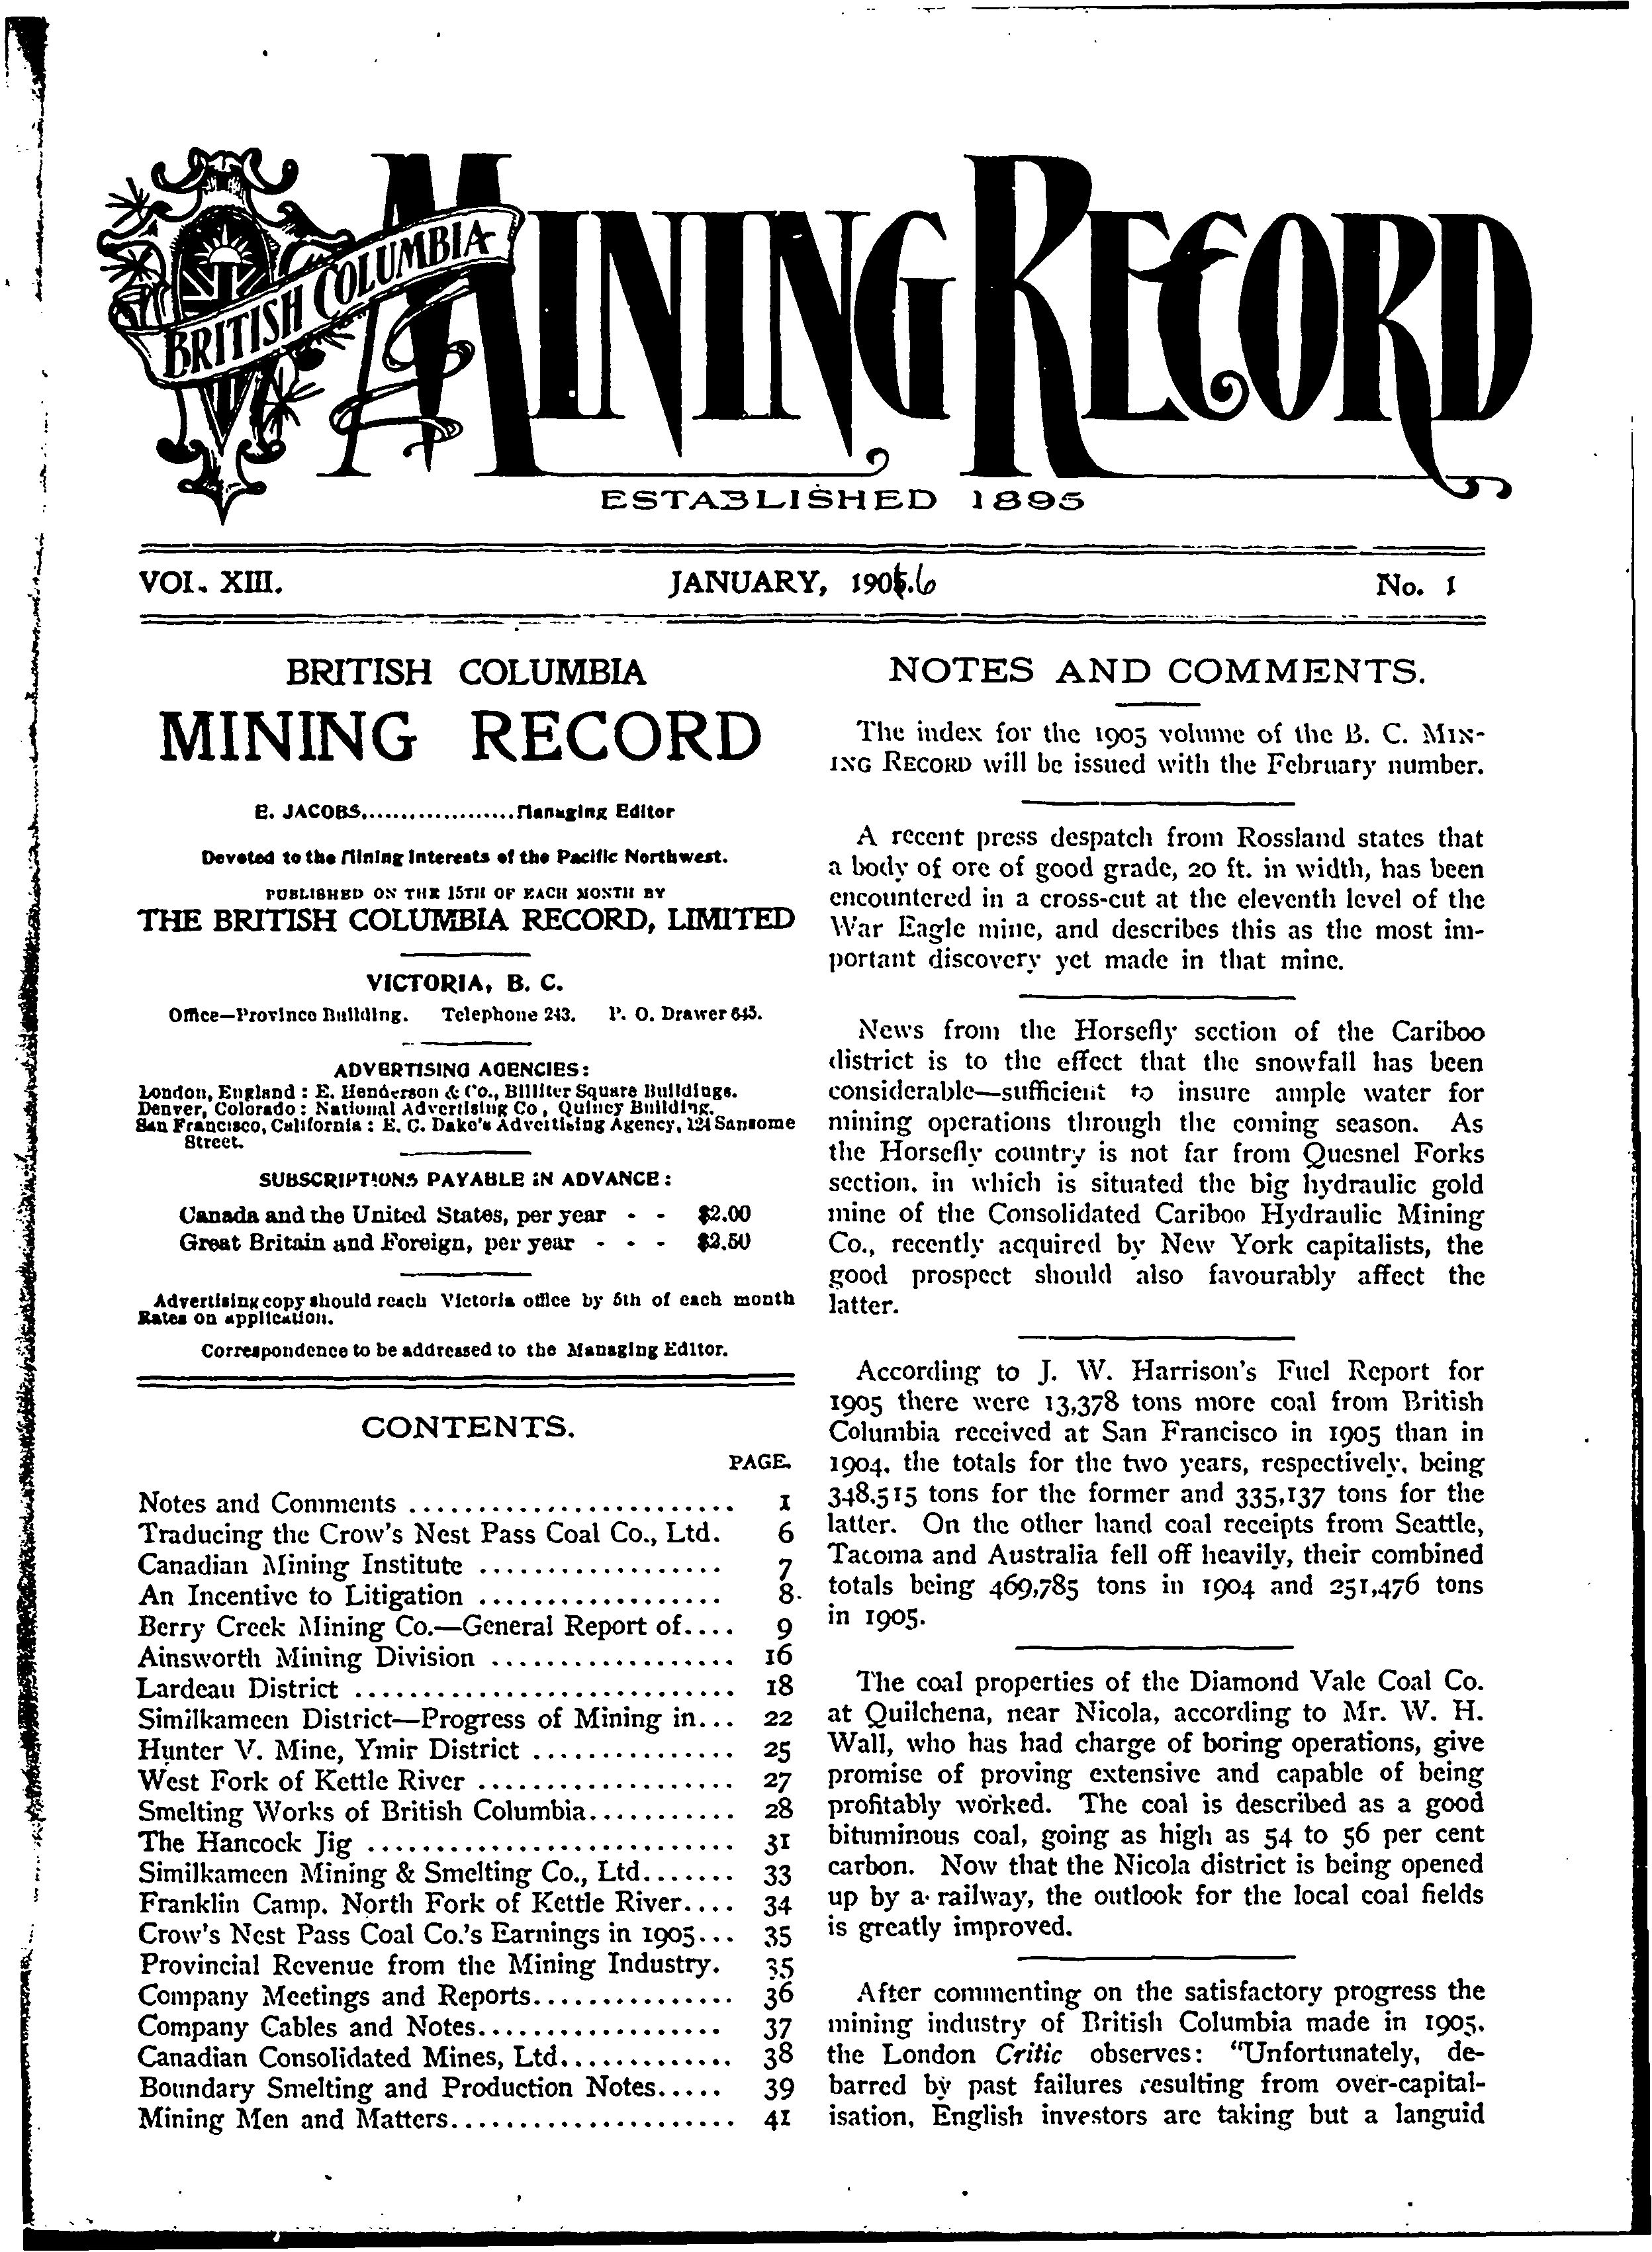 BRITISH COLUMBIA
MINING RECORD
ESTABLISHED 1895
VOL. XIII.
JANUARY, 1905.6
No. 1
BRITISH COLUMBIA
MINING RECORD
E. JACOBS....................Managing Editor
Devoted to the Mining Interests of the Pacific Northwest.
PUBLISHED ON THE 15TH OF EACH MONTH BY
THE BRITISH COLUMBIA RECORD, LIMITED
VICTORIA, B. C.
Office—Province Building. Telephone 243. P. O. Drawer 645.
ADVERTISING AGENCIES:
London, England: E. Henderson & Co., Billiter Square Buildings.
Denver, Colorado: National Advertising Co, Quincy Building.
San Francisco, California: E. C. Dake's Advertising Agency, 124 Sansome
Street.
SUBSCRIPTIONS PAYABLE IN ADVANCE:
Canada and the United States, per year - - $2.00
Great Britain and Foreign, per year - - - $2.50
Advertising copy should reach Victoria office by 5th of each month
Rates on application.
Correspondence to be addressed to the Managing Editor.
CONTENTS.
PAGE.
Notes and Comments ........................ 1
Traducing the Crow's Nest Pass Coal Co., Ltd. 6
Canadian Mining Institute .................. 7
An Incentive to Litigation .................. 8
Berry Creek Mining Co.—General Report of.... 9
Ainsworth Mining Division .................. 16
Lardeau District ............................ 18
Similkameen District—Progress of Mining in... 22
Hunter V. Mine, Ymir District ............... 25
West Fork of Kettle River ................... 27
Smelting Works of British Columbia........... 28
The Hancock Jig ........................... 31
Similkameen Mining & Smelting Co., Ltd....... 33
Franklin Camp. North Fork of Kettle River.... 34
Crow's Nest Pass Coal Co.'s Earnings in 1905... 35
Provincial Revenue from the Mining Industry. 35
Company Meetings and Reports............... 36
Company Cables and Notes.................. 37
Canadian Consolidated Mines, Ltd............. 38
Boundary Smelting and Production Notes..... 39
Mining Men and Matters..................... 41
NOTES AND COMMENTS.
The index for the 1905 volume of the B. C. MIN-
ING RECORD will be issued with the February number.
A recent press despatch from Rossland states that
a body of ore of good grade, 20 ft. in width, has been
encountered in a cross-cut at the eleventh level of the
War Eagle mine, and describes this as the most im-
portant discovery yet made in that mine.
News from the Horsefly section of the Cariboo
district is to the effect that the snowfall has been
considerable—sufficient to insure ample water for
mining operations through the coming season. As
the Horsefly country is not far from Quesnel Forks
section, in which is situated the big hydraulic gold
mine of the Consolidated Cariboo Hydraulic Mining
Co., recently acquired by New York capitalists, the
good prospect should also favourably affect the
latter.
According to J. W. Harrison's Fuel Report for
1905 there were 13,378 tons more coal from British
Columbia received at San Francisco in 1905 than in
1904, the totals for the two years, respectively, being
348,515 tons for the former and 335,137 tons for the
latter. On the other hand coal receipts from Seattle,
Tacoma and Australia fell off heavily, their combined
totals being 469,785 tons in 1904 and 251,476 tons
in 1905.
The coal properties of the Diamond Vale Coal Co.
at Quilchena, near Nicola, according to Mr. W. H.
Wall, who has had charge of boring operations, give
promise of proving extensive and capable of being
profitably worked. The coal is described as a good
bituminous coal, going as high as 54 to 56 per cent
carbon. Now that the Nicola district is being opened
up by a railway, the outlook for the local coal fields
is greatly improved.
After commenting on the satisfactory progress the
mining industry of British Columbia made in 1905,
the London Critic observes: "Unfortunately, de-
barred by past failures resulting from over-capital-
isation, English investors are taking but a languid